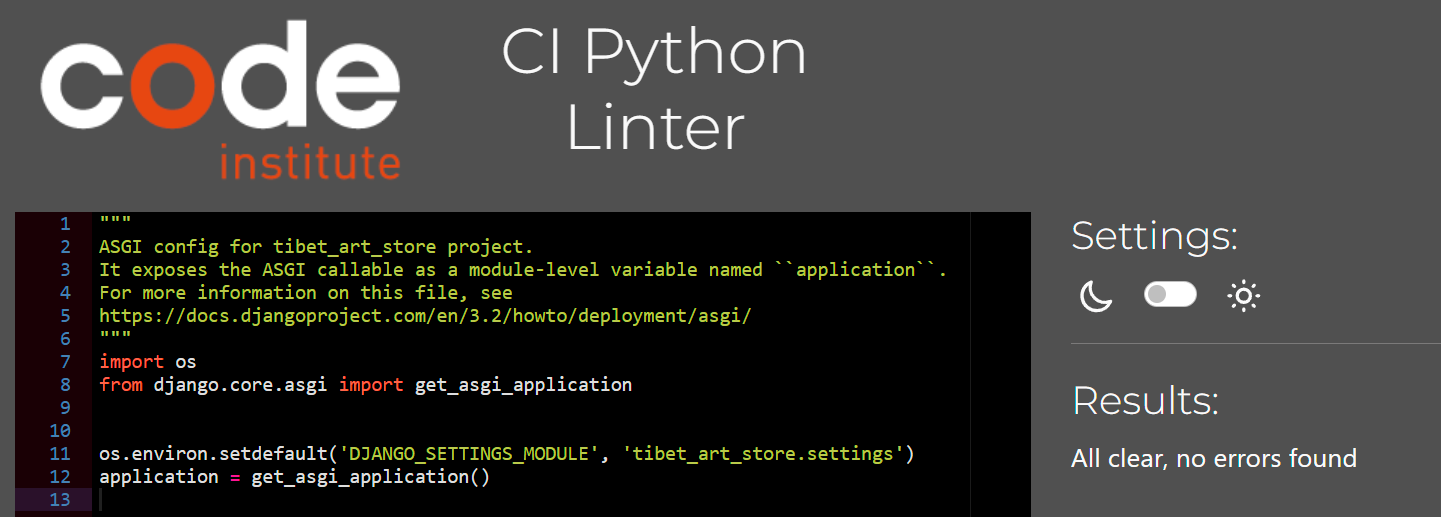 code
institute
CI Python
Linter
1 """
2 ASGI config for tibet_art_store project.
3 It exposes the ASGI callable as a module-level variable named ``application``.
4 For more information on this file, see
5 https://docs.djangoproject.com/en/3.2/howto/deployment/asgi/
6 """
7 import os
8 from django.core.asgi import get_asgi_application
9
10
11 os.environ.setdefault('DJANGO_SETTINGS_MODULE', 'tibet_art_store.settings')
12 application = get_asgi_application()
13
Settings:
Results:
All clear, no errors found